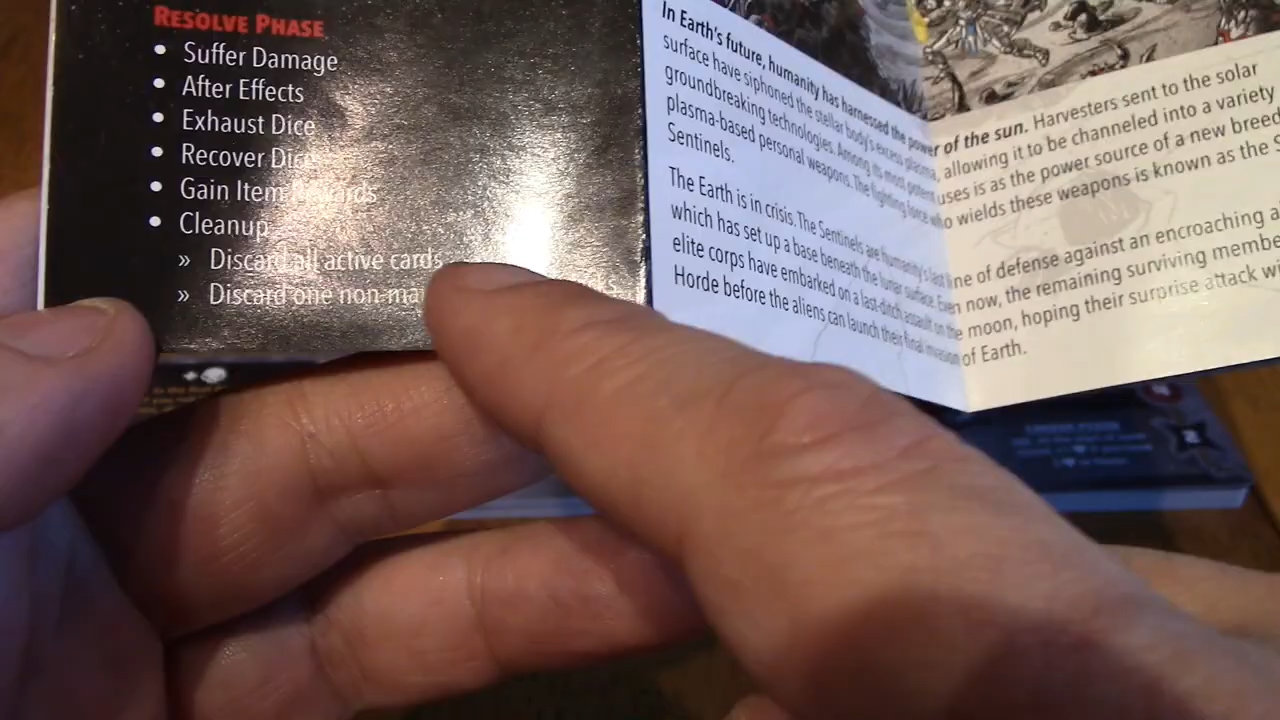 RESOLVE PHASE
• Suffer Damage
• After Effects
• Exhaust Dice
• Recover Dice
• Gain Item Rewards
• Cleanup
» Discard all active cards
» Discard one
In Earth's future, humanity has harnessed the power of the sun. Harvesters sent to the solar
surface have siphoned the stellar body's excess plasma, allowing it to be channeled into a variety
groundbreaking technologies. Among its most potent uses is as the power source of a new breed
plasma-based personal weapons. The fighting force who wields these weapons is known as the
Sentinels.
The Earth is in crisis. The Sentinels are humanity's last line of defense against an encroaching
which has set up a base beneath the lunar surface. Even now, the remaining surviving
elite corps have embarked on a last-ditch assault on the moon, hoping their surprise attack
Horde before the aliens can launch their final invasion of Earth.